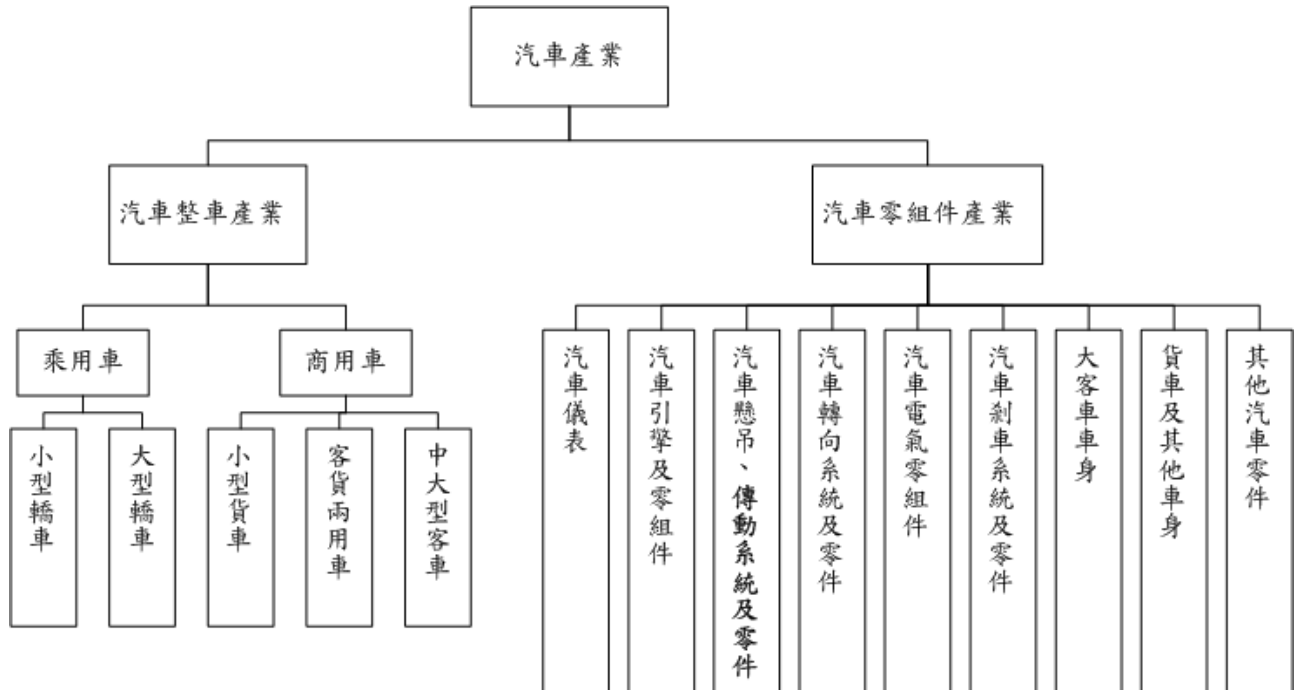 汽車產業
汽車整車產業
汽車零組件產業
乘用車
商用車
小型轎車
大型轎車
小型貨車
客貨兩用車
中大型客車
汽車儀表
汽車引擎及零組件
汽車懸吊、傳動系統及零件
汽車轉向系統及零件
汽車電氣零組件
汽車剎車系統及零件
大客車車身
貨車及其他車身
其他汽車零件